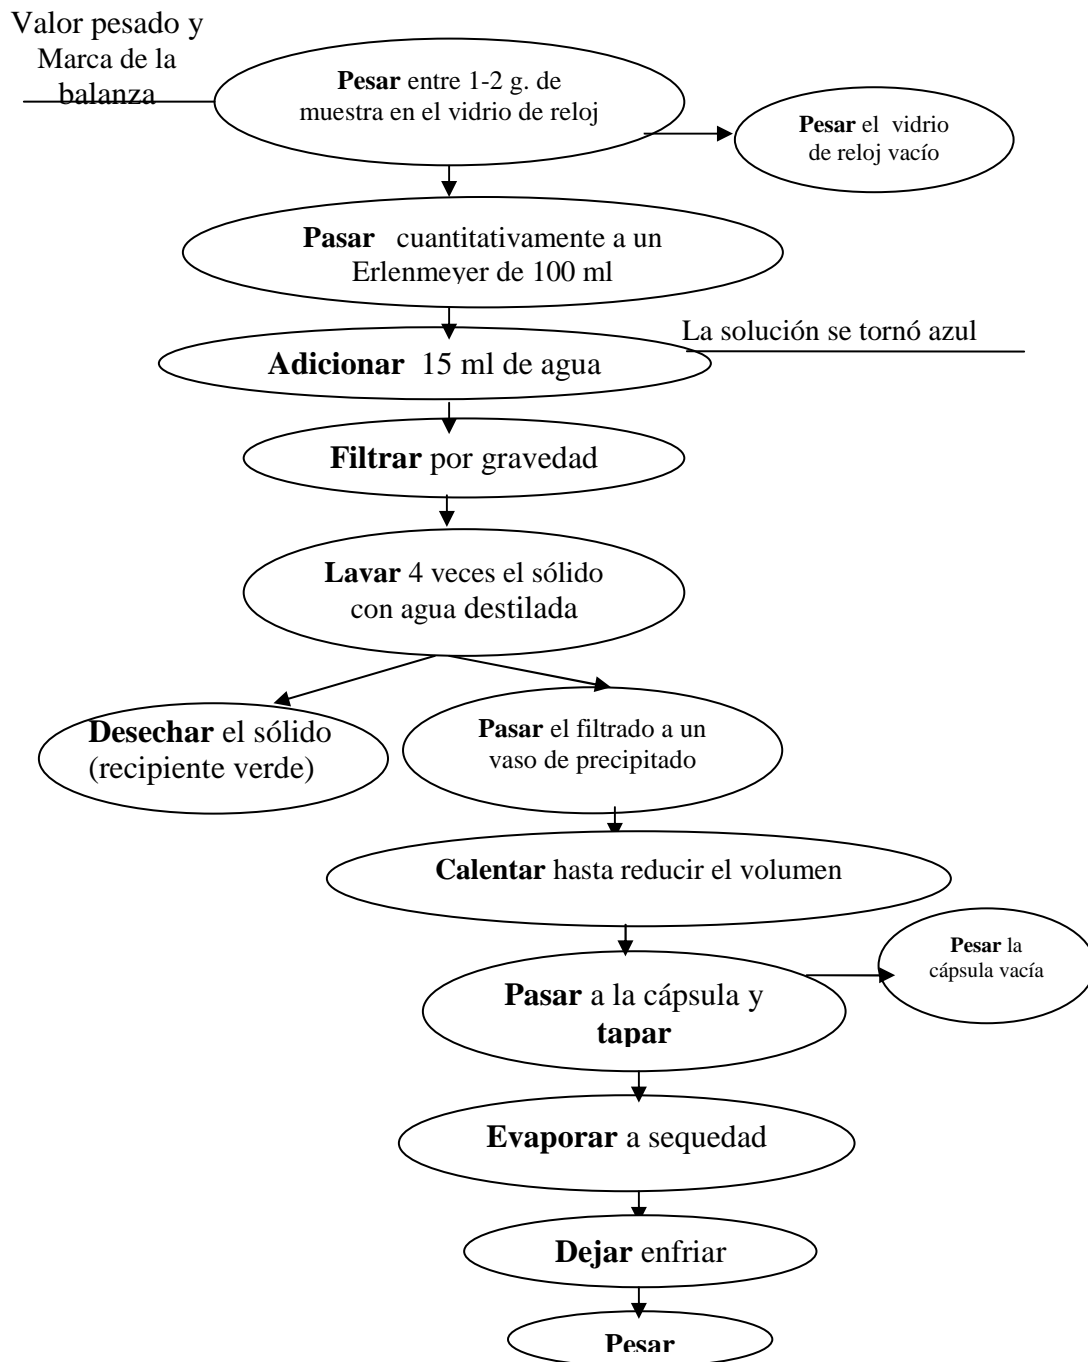 Valor pesado y
Marca de la
balanza
Pesar entre 1-2 g. de
muestra en el vidrio de reloj
Pesar el vidrio
de reloj vacío
Pasar cuantitativamente a un
Erlenmeyer de 100 ml
La solución se tornó azul
Adicionar 15 ml de agua
Filtrar por gravedad
Lavar 4 veces el sólido
con agua destilada
Desechar el sólido
(recipiente verde)
Pasar el filtrado a un
vaso de precipitado
Calentar hasta reducir el volumen
Pesar la
cápsula vacía
Pasar a la cápsula y
tapar
Evaporar a sequedad
Dejar enfriar
Pesar